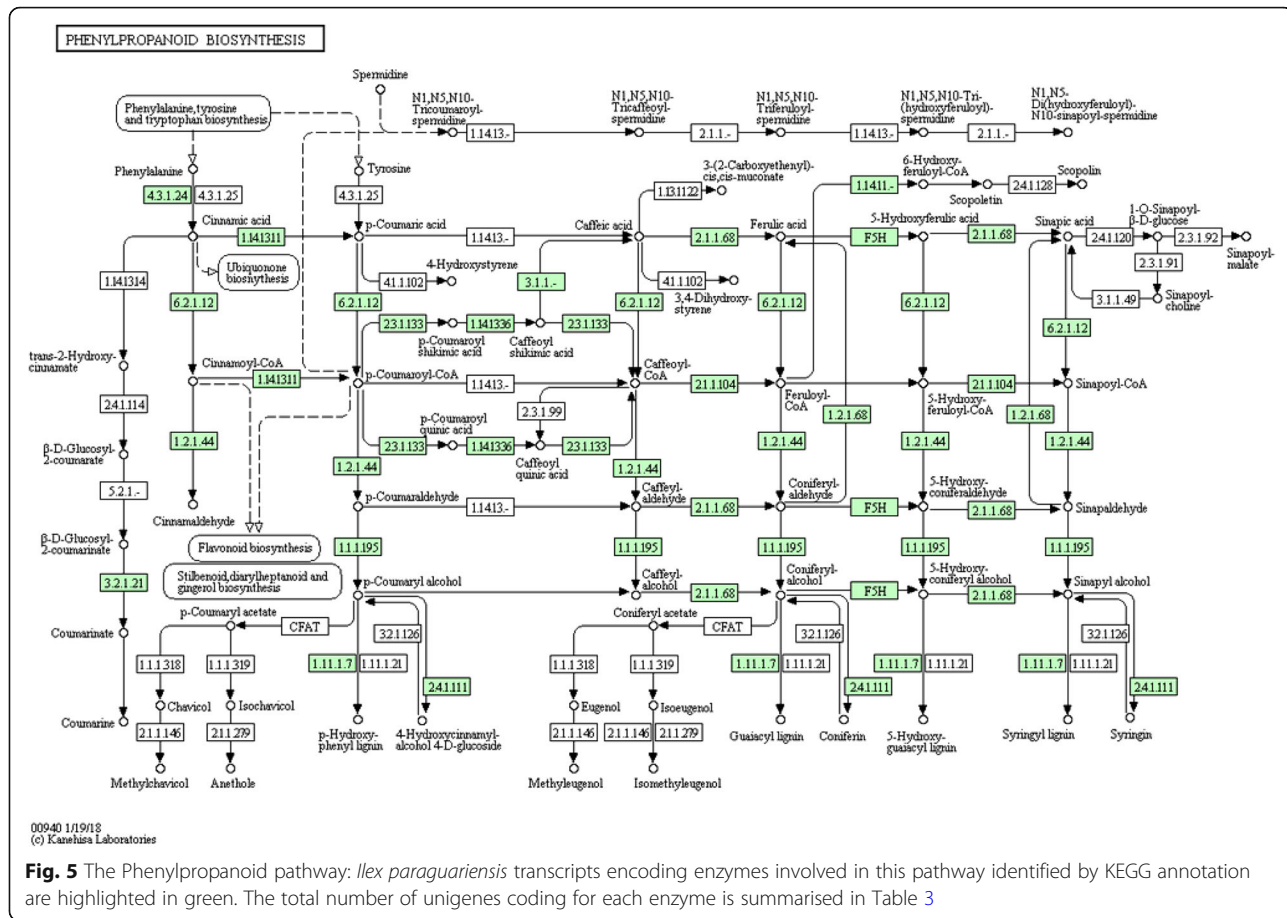 PHENYLPROPANOID BIOSYNTHESIS
Spermidine
Phenylalanine, tyrosine
and tryptophan biosynthesis
N1,N5,N10-
Tricoumaroyl-
spermidine
1.14.13.-
N1,N5,N10-
Tricaffeoyl-
spermidine
2.1.1.-
N1,N5,N10-
Triferuloyl-
spermidine
1.14.13.-
N1,N5,N10-Tri-
(hydroxyferuloyl)-
spermidine
2.1.1.-
N1,N5-
Di(hydroxyferuloyl)-
N10-sinapoyl-spermidine
Phenylalanine
Tyrosine
4.3.1.24
4.3.1.25
4.3.1.25
3-(2-Carboxyethenyl)-
cis,cis-muconate
1.13.11.22
6-Hydroxy-
feruloyl-CoA
1.14.11.-
Scopoletin
2.4.1.128
Scopolin
Cinnamic acid
1.14.13.11
p-Coumaric acid
1.14.13.-
Caffeic acid
2.1.1.68
Ferulic acid
F5H
5-Hydroxyferulic acid
2.1.1.68
Sinapic acid
2.4.1.120
1-O-Sinapoyl-
β-D-glucose
2.3.1.92
Sinapoyl-
malate
2.3.1.91
3.1.1.49
Sinapoyl-
choline
Ubiquonone
biosnythesis
1.14.13.14
4.1.1.102
4-Hydroxystyrene
3.1.1.-
4.1.1.102
3,4-Dihydroxy-
styrene
6.2.1.12
6.2.1.12
6.2.1.12
6.2.1.12
6.2.1.12
6.2.1.12
2.3.1.133
p-Coumaroyl
shikimic acid
1.14.13.36
Caffeoyl
shikimic acid
2.3.1.133
trans-2-Hydroxy-
cinnamate
Cinnamoyl-CoA
1.14.13.11
p-Coumaroyl-CoA
1.14.13.-
Caffeoyl-
CoA
2.1.1.104
Feruloyl-
CoA
5-Hydroxy-
feruloyl-CoA
2.1.1.104
Sinapoyl-CoA
2.4.1.114
2.3.1.99
1.2.1.68
1.2.1.68
p-Coumaroyl
quinic acid
2.3.1.133
1.14.13.36
Caffeoyl
quinic acid
2.3.1.133
β-D-Glucosyl-
2-coumarate
1.2.1.44
1.2.1.44
1.2.1.44
1.2.1.44
1.2.1.44
1.2.1.44
5.2.1.-
Cinnamaldehyde
p-Coumaraldehyde
1.14.13.-
Caffeyl-
aldehyde
2.1.1.68
Coniferyl-
aldehyde
F5H
5-Hydroxy-
coniferaldehyde
2.1.1.68
Sinapaldehyde
β-D-Glucosyl-
2-coumarinate
Flavonoid biosynthesis
1.1.1.195
1.1.1.195
1.1.1.195
1.1.1.195
1.1.1.195
3.2.1.21
Stilbenoid, diarylheptanoid and
gingerol biosynthesis
p-Coumaryl alcohol
Caffeyl-
alcohol
2.1.1.68
Coniferyl-
alcohol
F5H
5-Hydroxy-
coniferyl alcohol
2.1.1.68
Sinapyl alcohol
p-Coumaryl acetate
CFAT
Coniferyl acetate
CFAT
Coumarinate
3.2.1.126
3.2.1.126
3.2.1.126
1.1.1.318
1.1.1.319
1.11.1.7
1.11.1.21
1.1.1.318
1.1.1.319
1.11.1.7
1.11.1.21
1.11.1.7
1.11.1.21
1.11.1.7
1.11.1.21
2.4.1.111
2.4.1.111
2.4.1.111
Coumarine
Chavicol
Isochavicol
Eugenol
Isoeugenol
2.1.1.146
2.1.1.279
p-Hydroxy-
phenyl lignin
4-Hydroxycinnamyl-
alcohol 4-D-glucoside
2.1.1.146
2.1.1.146
2.1.1.279
Guaiacyl lignin
Coniferin
5-Hydroxy-
guaiacyl lignin
Syringyl lignin
Syringin
Methylchavicol
Anethole
Methyleugenol
Isomethyleugenol
00940 1/19/18
(c) Kanehisa Laboratories
Fig. 5 The Phenylpropanoid pathway: Ilex paraguariensis transcripts encoding enzymes involved in this pathway identified by KEGG annotation
are highlighted in green. The total number of unigenes coding for each enzyme is summarised in Table 3